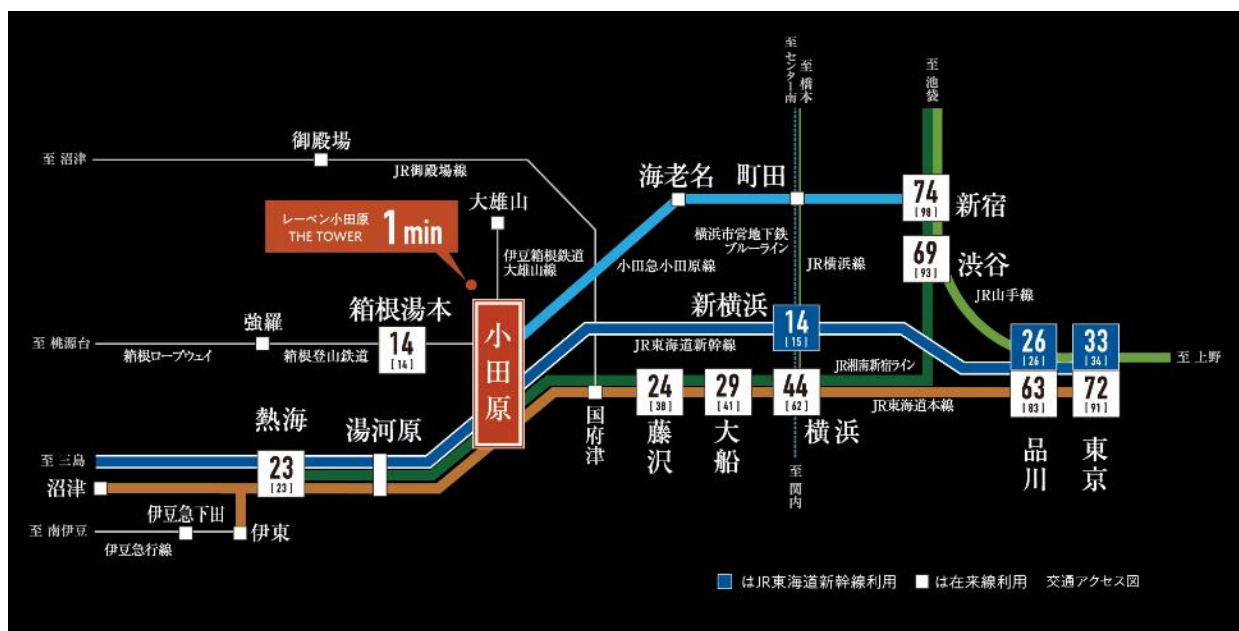 至 センター南
至 橋本
至 池袋
御殿場
至 沼津
JR御殿場線
海老名
町田
大雄山
74
[98]
新宿
レーベン小田原
THE TOWER
1 min
伊豆箱根鉄道
大雄山線
横浜市営地下鉄
ブルーライン
小田急小田原線
JR横浜線
69
[93]
渋谷
JR山手線
箱根湯本
新横浜
強羅
小田原
14
[14]
14
[15]
26
[26]
33
[34]
至 桃源台
箱根ロープウェイ
箱根登山鉄道
JR東海道新幹線
JR湘南新宿ライン
至 上野
24
[38]
29
[41]
44
[62]
JR東海道本線
63
[83]
72
[91]
熱海
湯河原
国府津
藤沢
大船
横浜
品川
東京
至 三島
23
[23]
沼津
至 関内
伊豆急下田
至 南伊豆
伊東
伊豆急行線
はJR東海道新幹線利用
は在来線利用
交通アクセス図